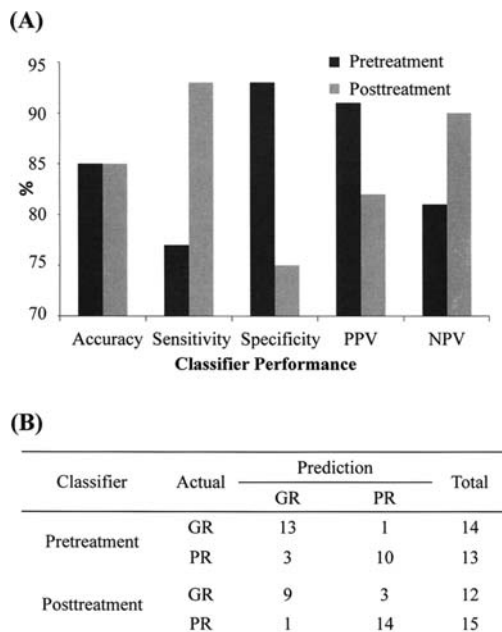 (A)
95
90
85
80
75
70
%
Pretreatment
Posttreatment
Accuracy Sensitivity Specificity PPV NPV
Classifier Performance
(B)
Classifier Actual Prediction Total
GR PR
Pretreatment GR 13 1 14
PR 3 10 13
Posttreatment GR 9 3 12
PR 1 14 15